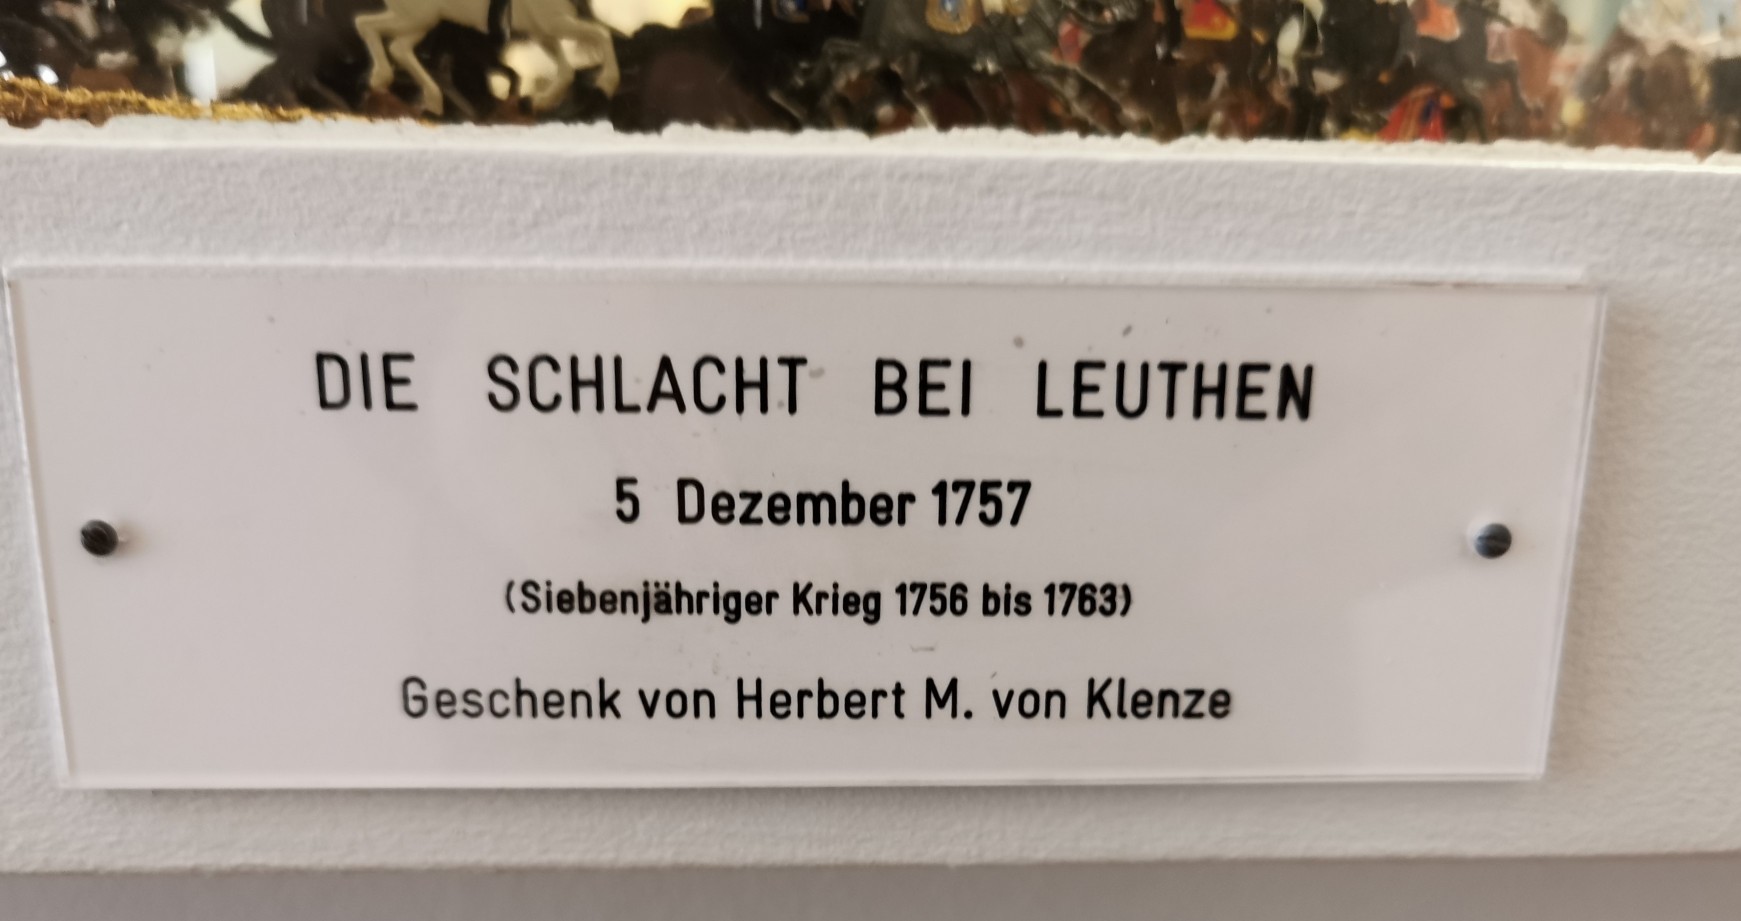 DIE SCHLACHT BEI LEUTHEN
5 Dezember 1757
(Siebenjähriger Krieg 1756 bis 1763)
Geschenk von Herbert M. von Klenze